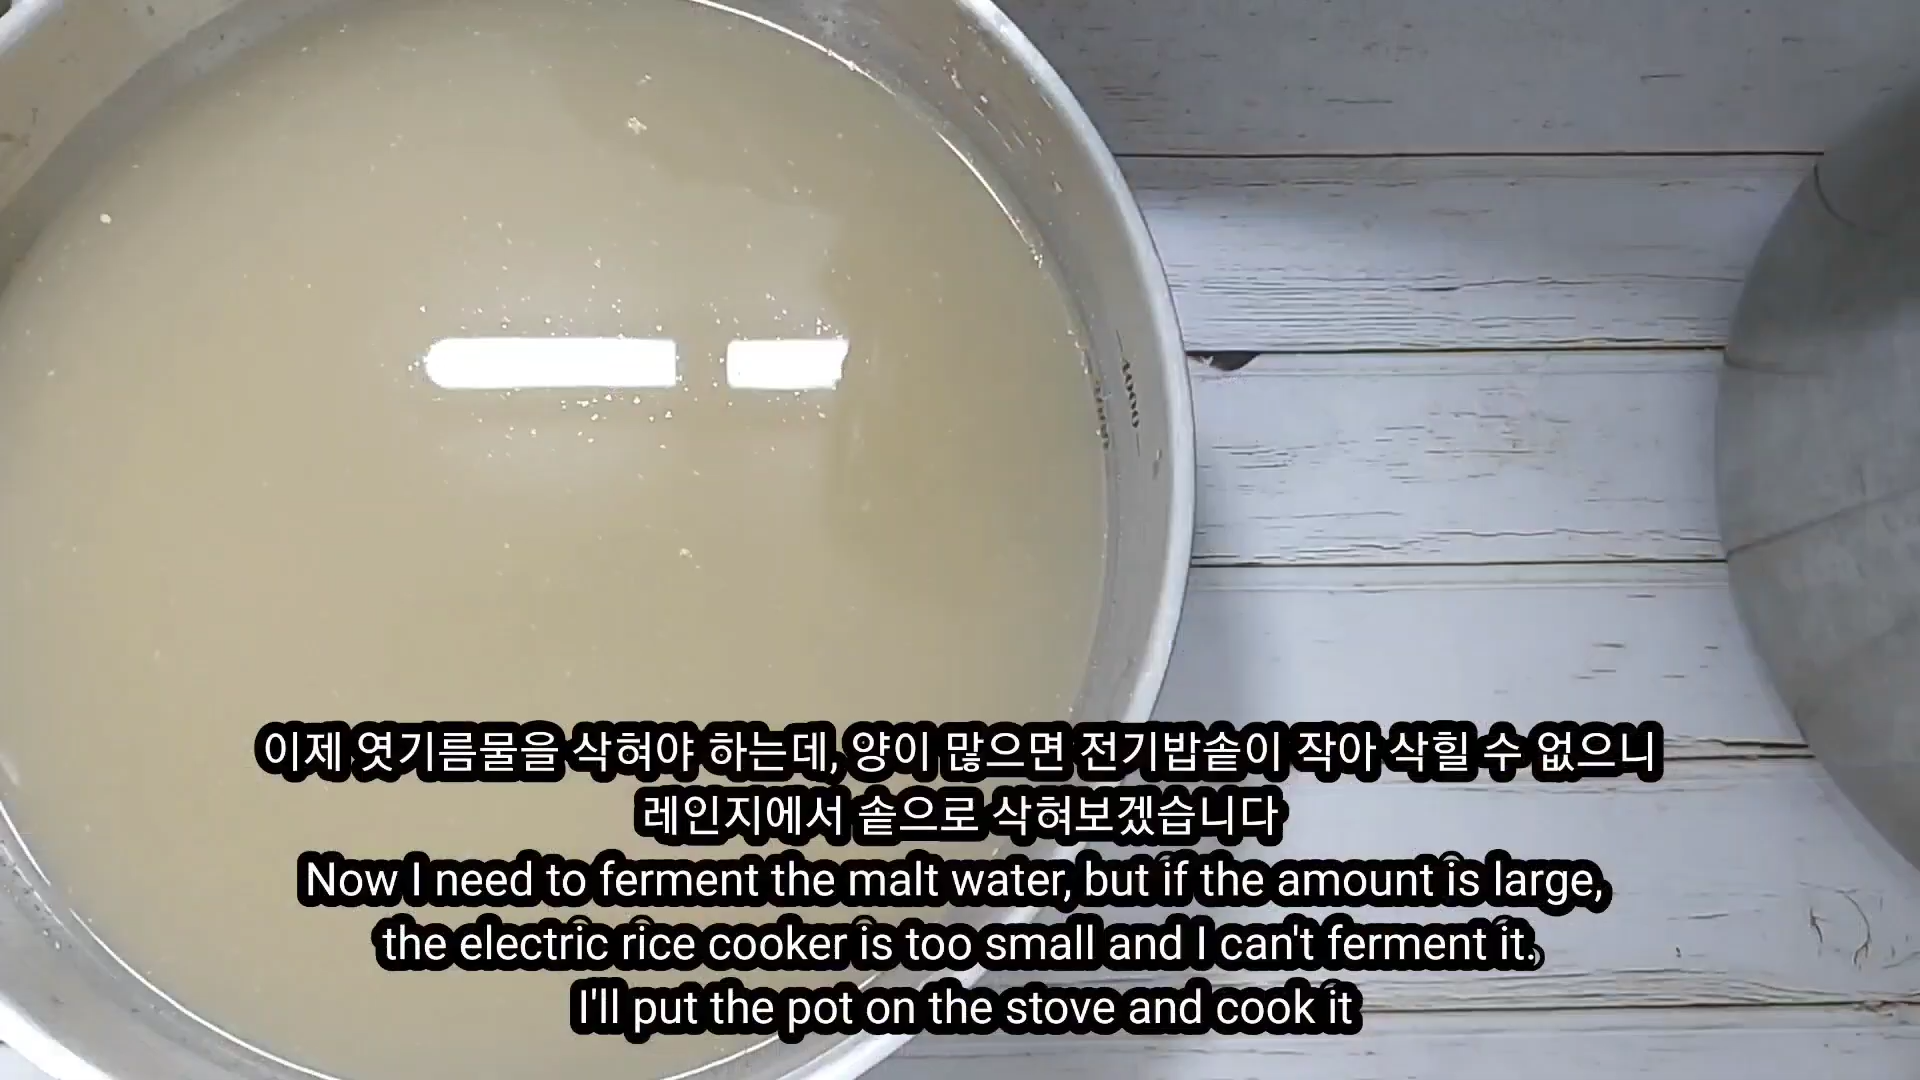 4000
이제 엿기름물을 삭혀야 하는데, 양이 많으면 전기밥솥이 작아 삭힐 수 없으니
레인지에서 솥으로 삭혀보겠습니다
Now I need to ferment the malt water, but if the amount is large,
the electric rice cooker is too small and I can't ferment it.
I'll put the pot on the stove and cook it